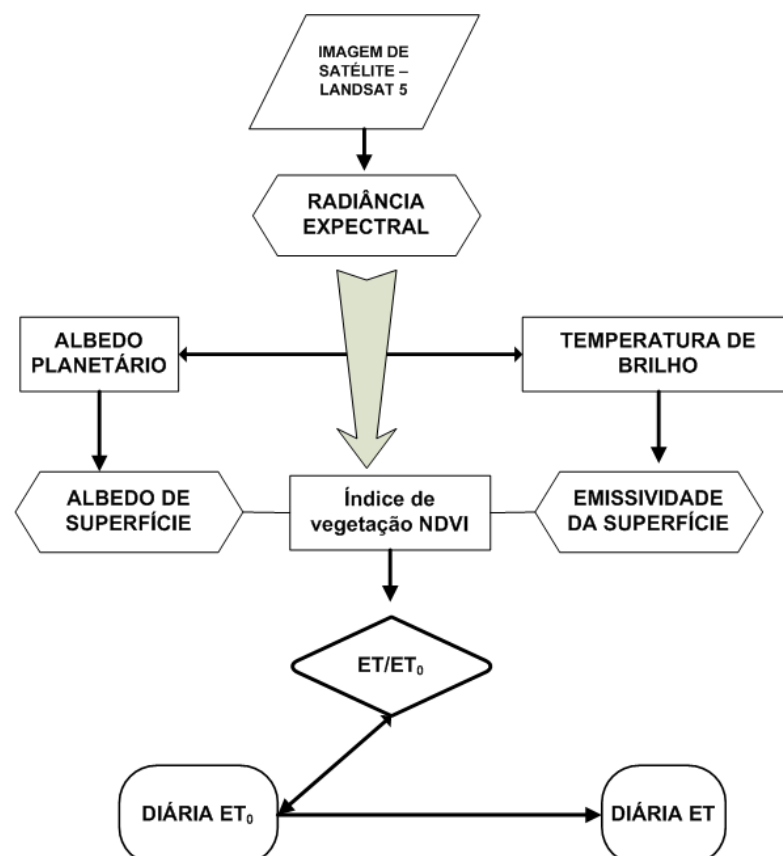 IMAGEM DE
SATÉLITE –
LANDSAT 5
RADIÂNCIA
EXPECTRAL
ALBEDO
PLANETÁRIO
TEMPERATURA DE
BRILHO
ALBEDO DE
SUPERFÍCIE
Índice de
vegetação NDVI
EMISSIVIDADE
DA SUPERFÍCIE
ET/ET₀
DIÁRIA ET₀
DIÁRIA ET